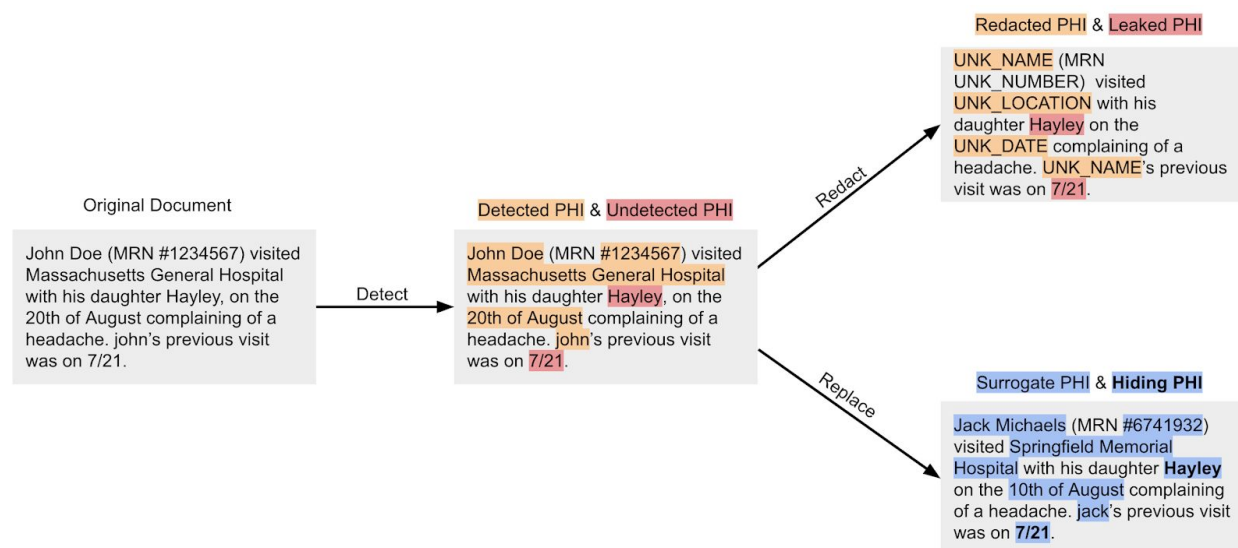 Original Document
John Doe (MRN #1234567) visited
Massachusetts General Hospital
with his daughter Hayley, on the
20th of August complaining of a
headache. john's previous visit
was on 7/21.
Detect
Detected PHI & Undetected PHI
John Doe (MRN #1234567) visited
Massachusetts General Hospital
with his daughter Hayley, on the
20th of August complaining of a
headache. john's previous visit
was on 7/21.
Redact
Redacted PHI & Leaked PHI
UNK_NAME (MRN
UNK_NUMBER) visited
UNK_LOCATION with his
daughter Hayley on the
UNK_DATE complaining of a
headache. UNK_NAME's previous
visit was on 7/21.
Replace
Surrogate PHI & Hiding PHI
Jack Michaels (MRN #6741932)
visited Springfield Memorial
Hospital with his daughter Hayley
on the 10th of August complaining
of a headache. jack's previous visit
was on 7/21.